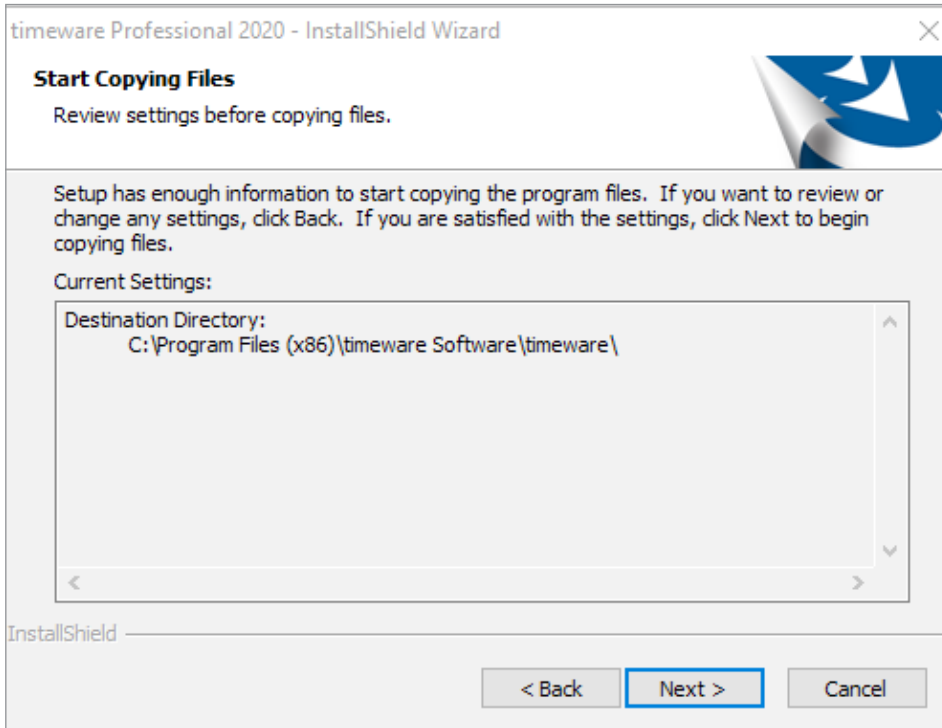 timeware Professional 2020 - InstallShield Wizard
Start Copying Files
Review settings before copying files.
Setup has enough information to start copying the program files.  If you want to review or
change any settings, click Back.  If you are satisfied with the settings, click Next to begin
copying files.
Current Settings:
Destination Directory:
C:\Program Files (x86)\timeware Software\timeware\
InstallShield
< Back
Next >
Cancel